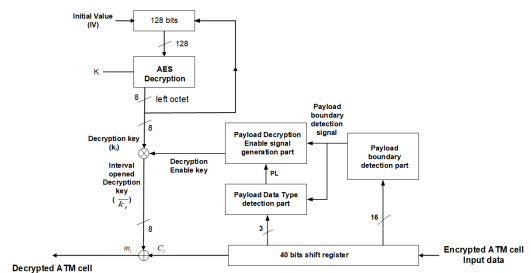 Initial Value
(IV)
128 bits
128
K
AES
Decryption
8
left octet
8
Decryption key
(kᵢ)
Payload
boundary
detection
signal
Payload Decryption
Enable signal
generation part
Payload
boundary
detection part
Decryption
Enable key
Interval
opened
Decryption
key
PL
Payload Data Type
detection part
8
3
16
40 bits shift register
Encrypted ATM cell
Input data
Decrypted ATM cell